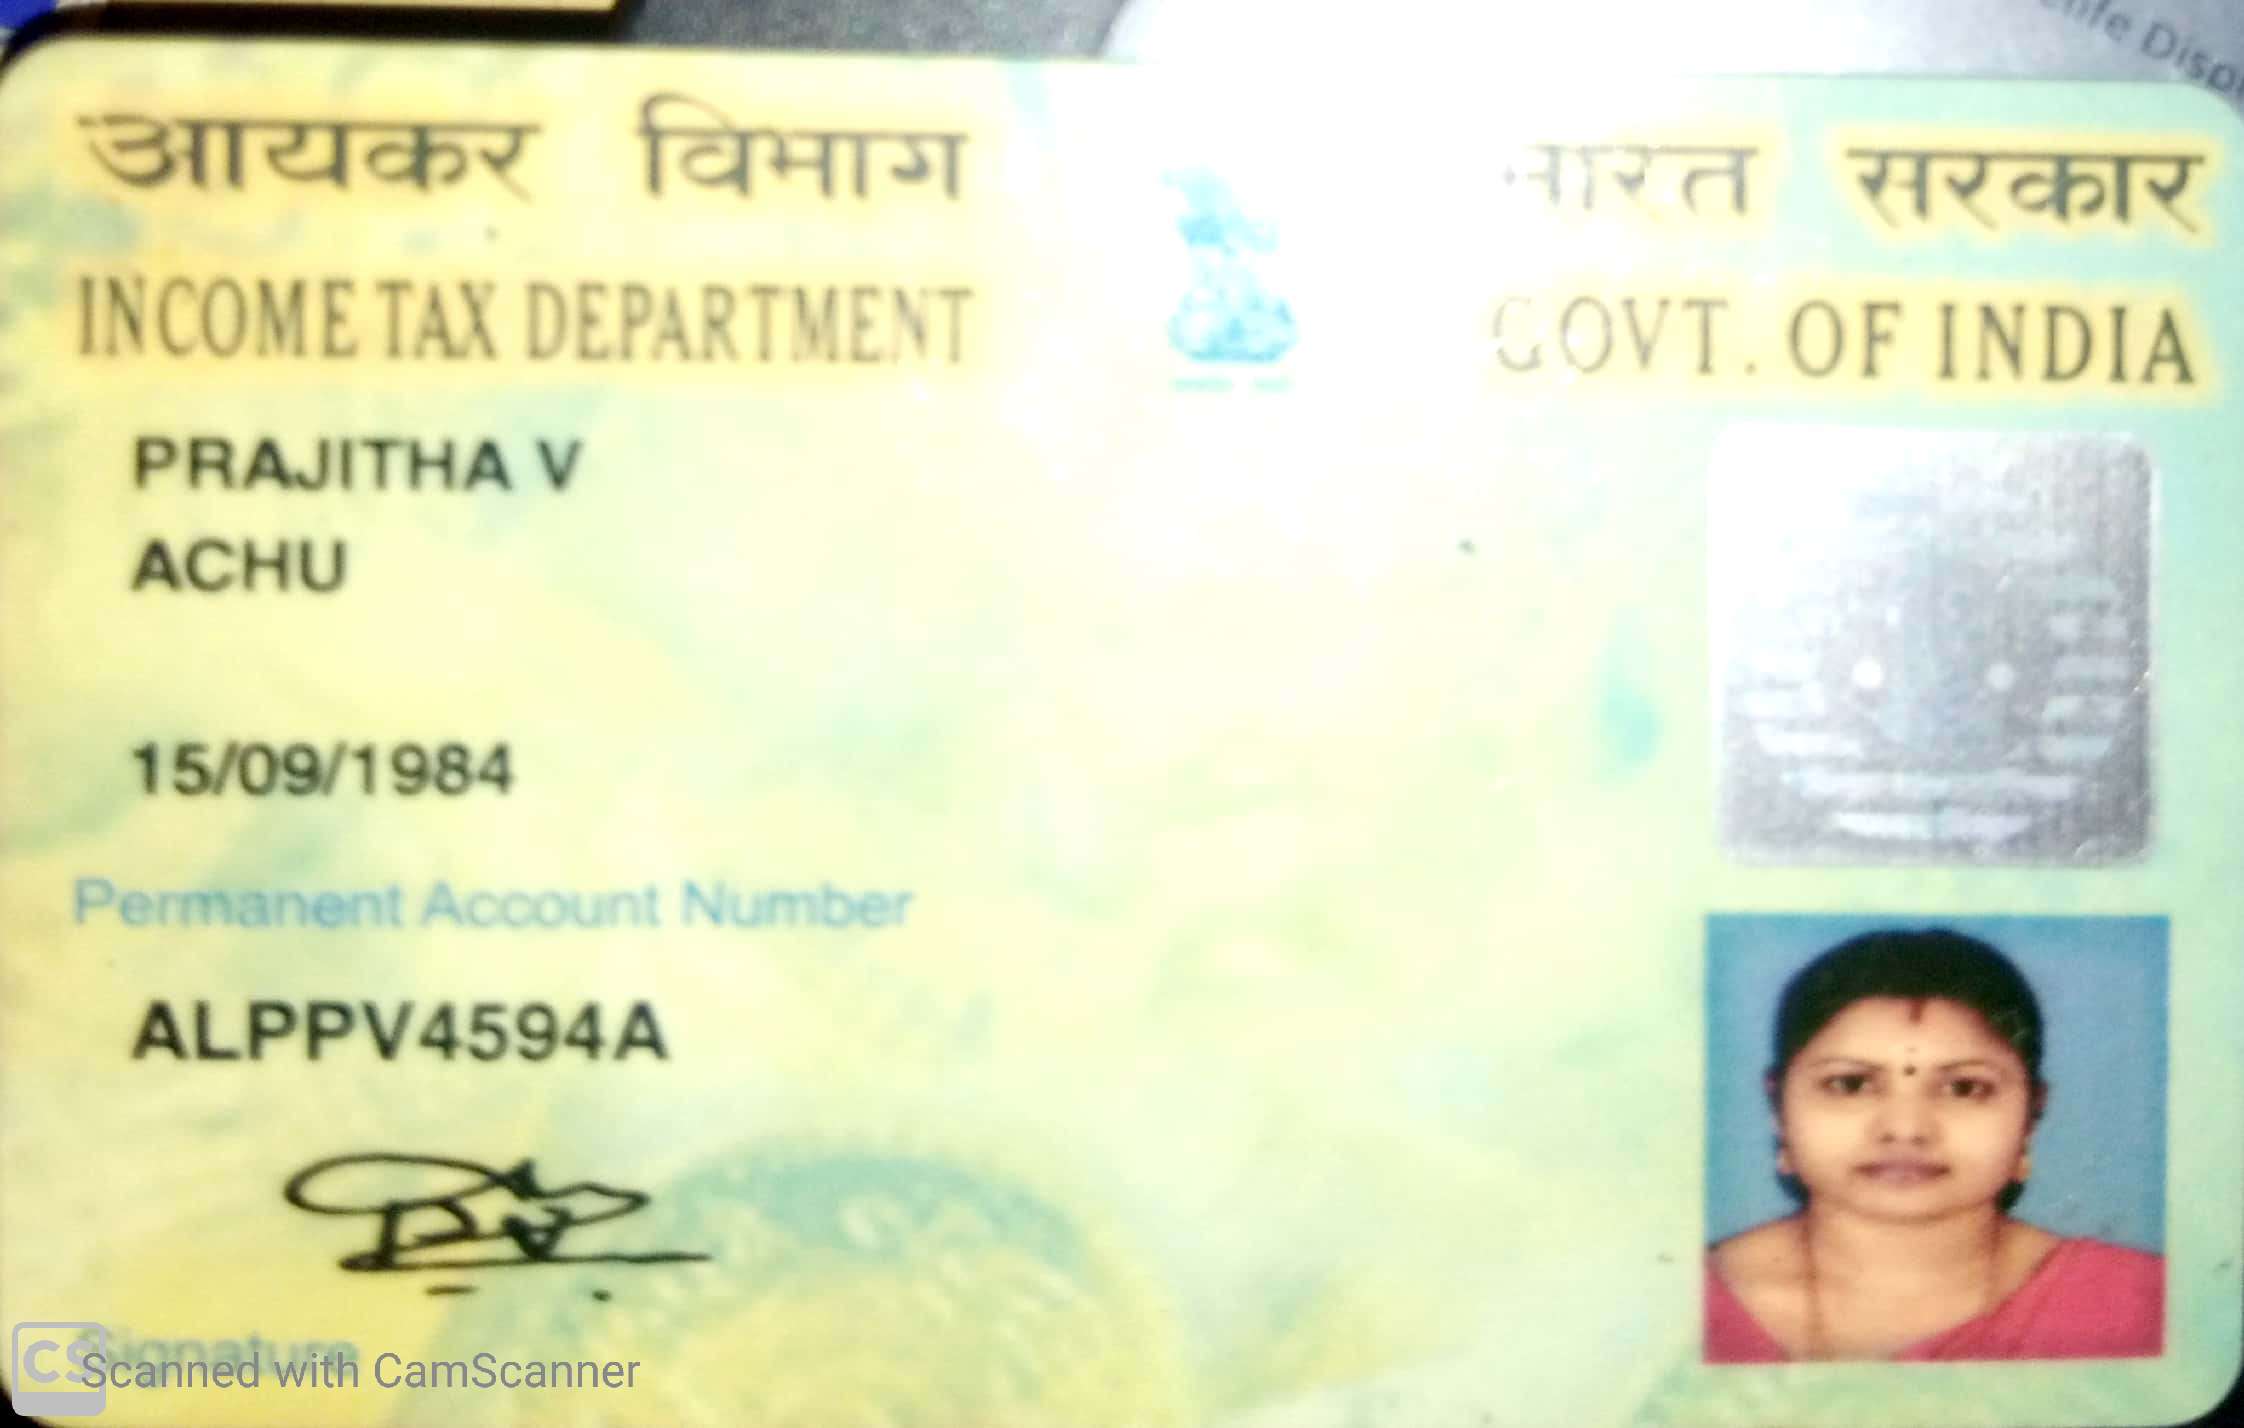 आयकर विभाग भारत सरकार
INCOME TAX DEPARTMENT GOVT. OF INDIA
PRAJITHA V
ACHU
15/09/1984
Permanent Account Number
ALPPV4594A
Signature
CS Scanned with CamScanner